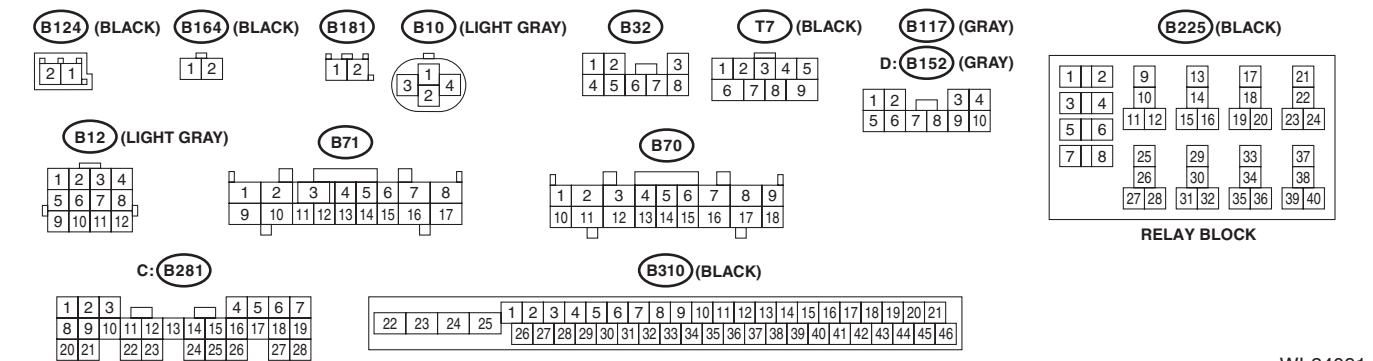 B124 (BLACK) B164 (BLACK) B181 B10 (LIGHT GRAY) B32 T7 (BLACK) B117 (GRAY) B225 (BLACK)
D: B152 (GRAY)
2 1
1 2
1 2
1
3 4
2
1 2 3
4 5 6 7 8
1 2 3 4 5
6 7 8 9
1 2 3 4
5 6 7 8 9 10
1 2 9 13 17 21
3 4 10 14 18 22
11 12 15 16 19 20 23 24
5 6
7 8 25 29 33 37
26 30 34 38
27 28 31 32 35 36 39 40
RELAY BLOCK
B12 (LIGHT GRAY) B71 B70
1 2 3 4
5 6 7 8
9 10 11 12
1 2 3 4 5 6 7 8
9 10 11 12 13 14 15 16 17
1 2 3 4 5 6 7 8 9
10 11 12 13 14 15 16 17 18
C: B281 B310 (BLACK)
1 2 3 4 5 6 7
8 9 10 11 12 13 14 15 16 17 18 19
20 21 22 23 24 25 26 27 28
22 23 24 25
1 2 3 4 5 6 7 8 9 10 11 12 13 14 15 16 17 18 19 20 21
26 27 28 29 30 31 32 33 34 35 36 37 38 39 40 41 42 43 44 45 46